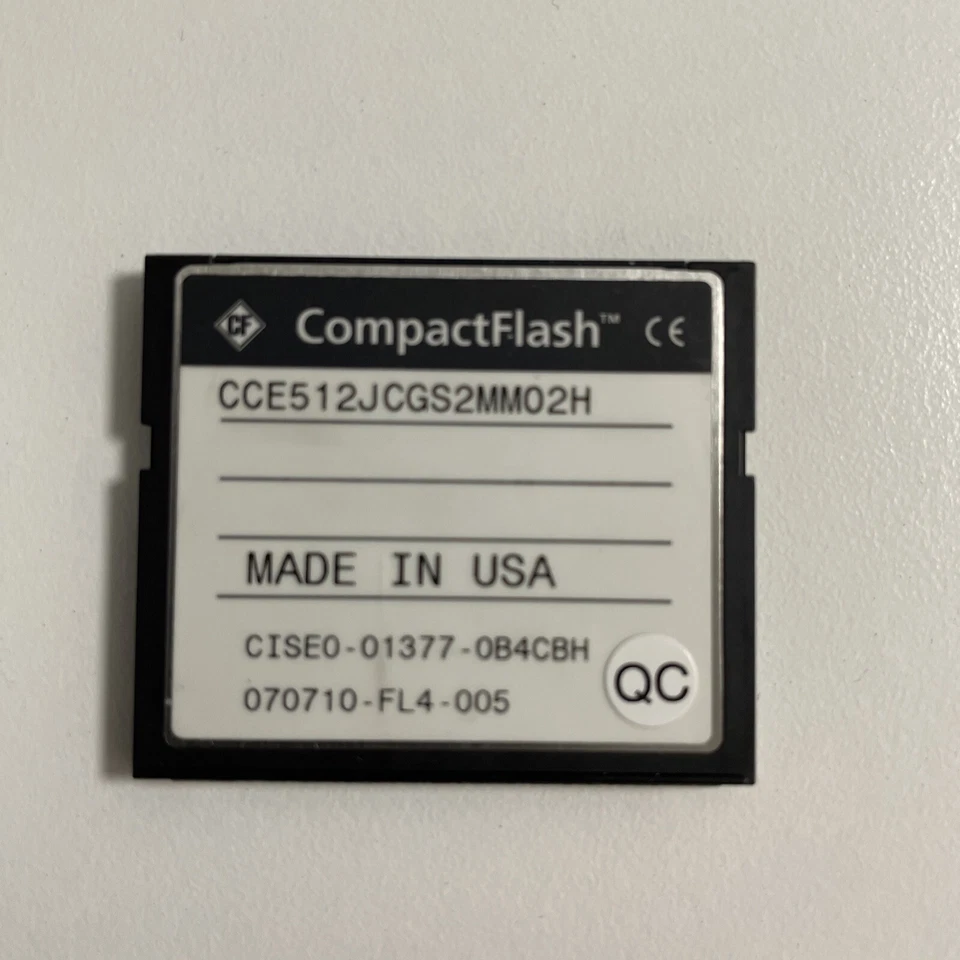 CF CompactFlash™ CE
CCE512JCGS2MM02H
MADE IN USA
CISE0-01377-0B4CBH
070710-FL4-005
QC